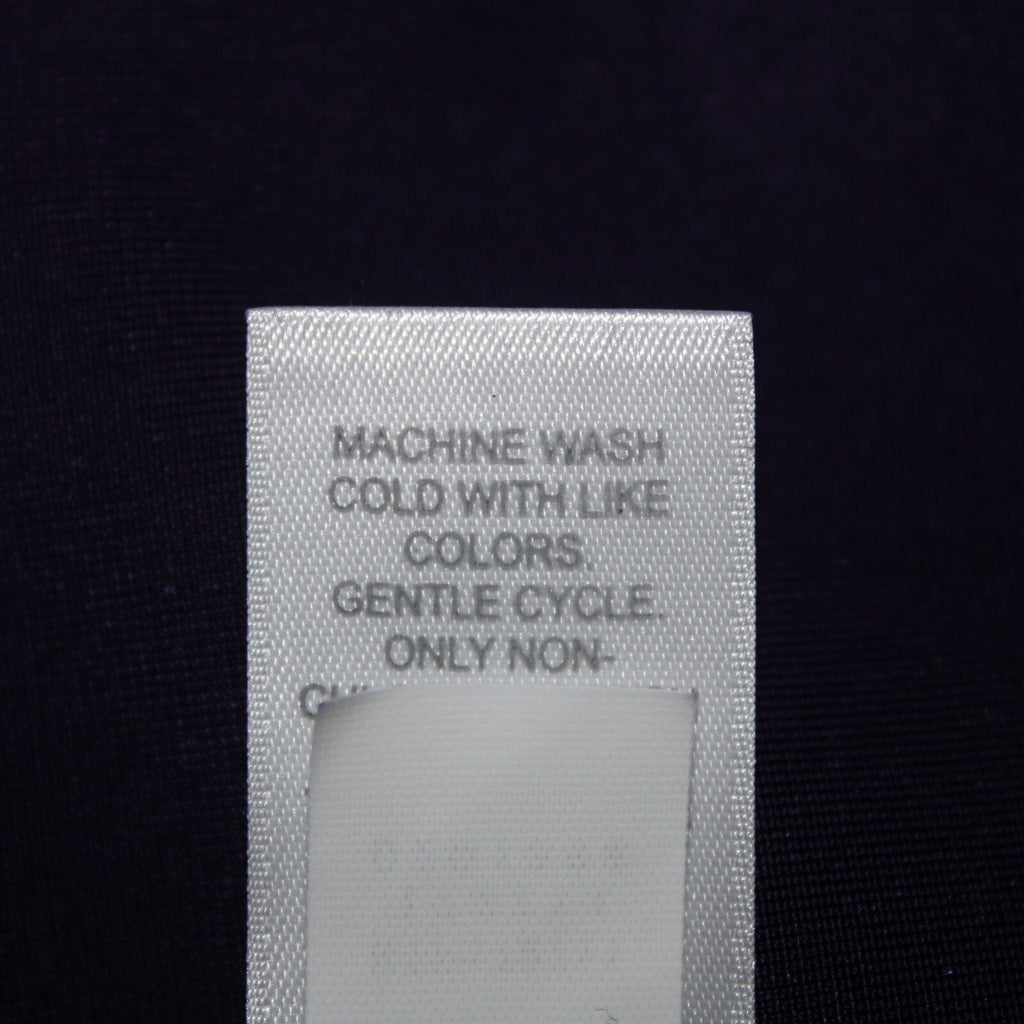 MACHINE WASH
COLD WITH LIKE
COLORS
GENTLE CYCLE.
ONLY NON-